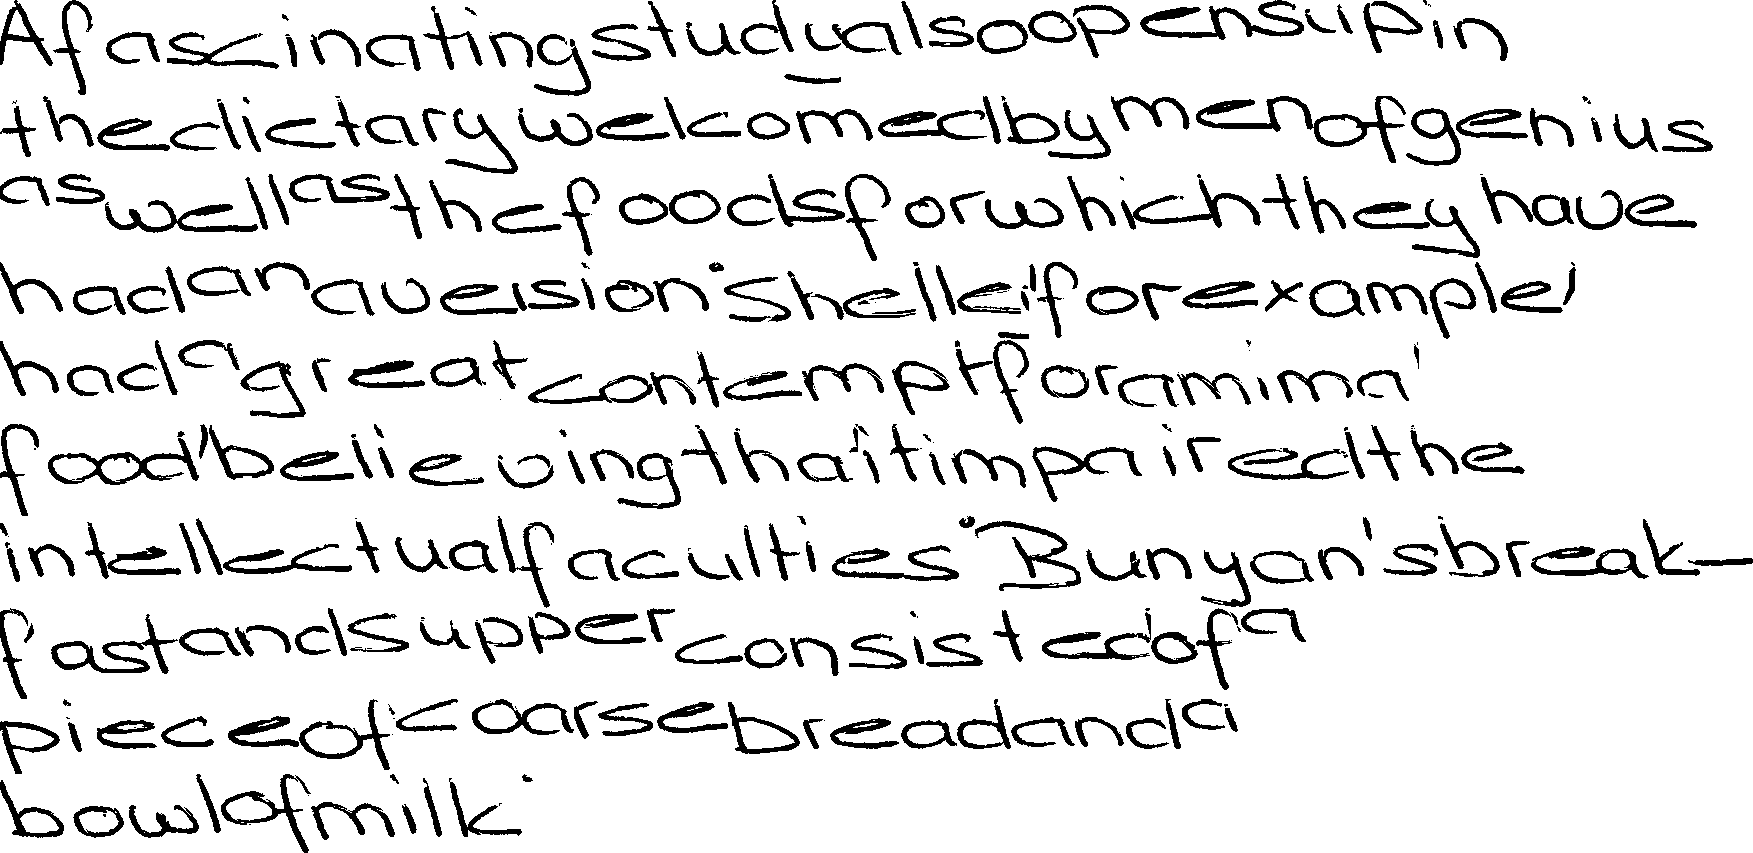 A fascinating study also opens up in
the dietary welcomed by men of genius
as well as the foods for which they have
had an aversion. Shelley, for example,
had a great contempt for animal
food, believing that it impaired the
intellectual faculties. Bunyan's break-
fast and supper consisted of a
piece of coarse bread and a
bowl of milk.